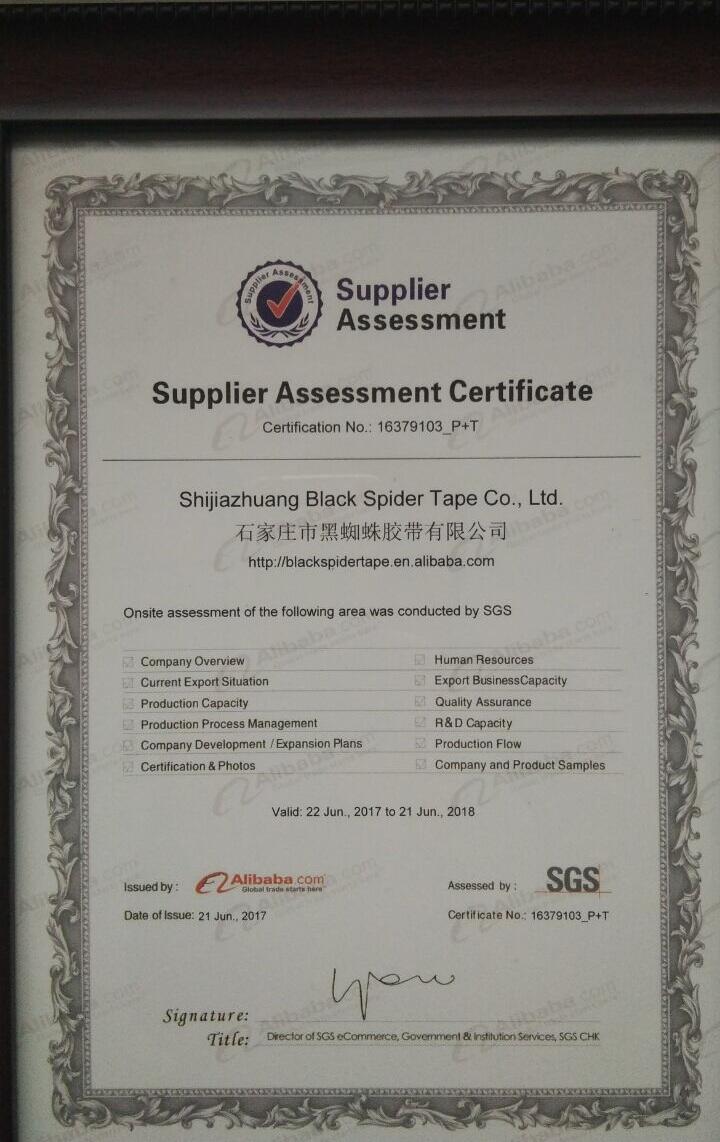 Supplier Assessment
Supplier
Assessment
Supplier Assessment Certificate
Certification No.: 16379103_P+T
Shijiazhuang Black Spider Tape Co., Ltd.
石家庄市黑蜘蛛胶带有限公司
http://blackspidertape.en.alibaba.com
Onsite assessment of the following area was conducted by SGS
Company Overview Human Resources
Current Export Situation Export BusinessCapacity
Production Capacity Quality Assurance
Production Process Management R&D Capacity
Company Development / Expansion Plans Production Flow
Certification & Photos Company and Product Samples
Valid: 22 Jun., 2017 to 21 Jun., 2018
Issued by : Alibaba.com Assessed by : SGS
Global trade starts here
Date of Issue: 21 Jun., 2017 Certificate No.: 16379103_P+T
Signature:
Title: Director of SGS eCommerce, Government & Institution Services, SGS CHK